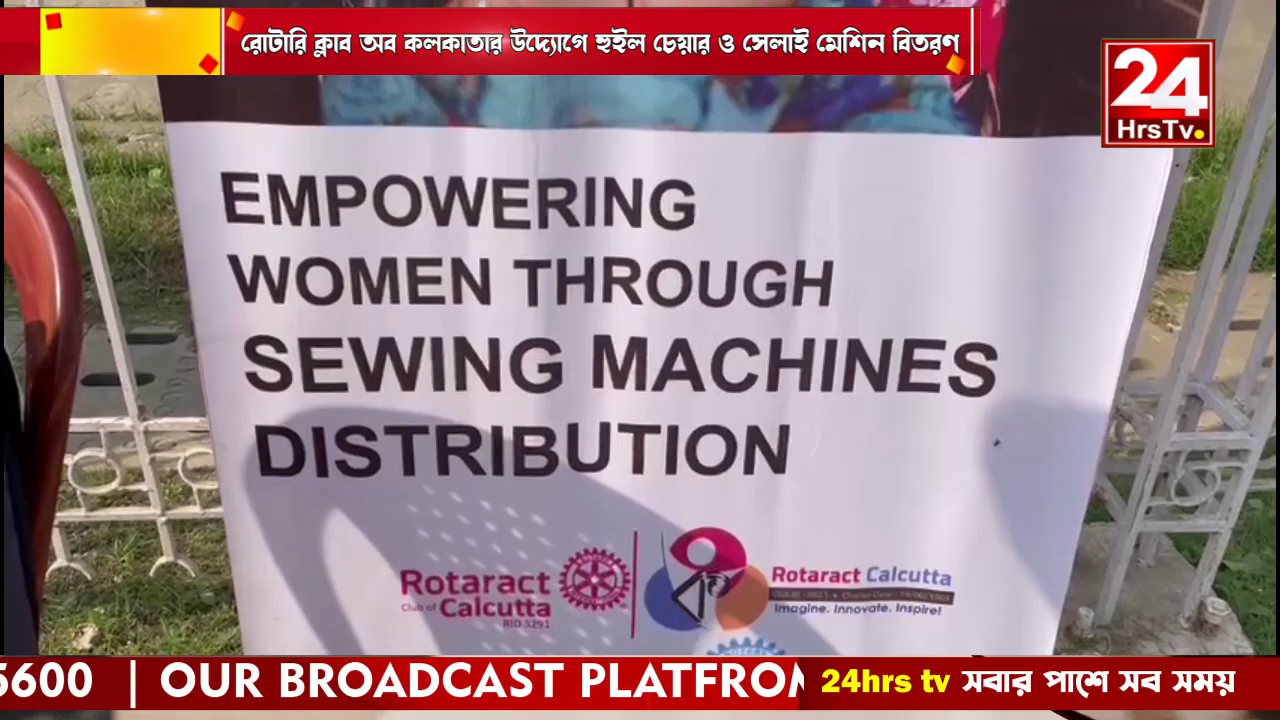 রোটারি ক্লাব অব কলকাতার উদ্যোগে হুইল চেয়ার ও সেলাই মেশিন বিতরণ
24
HrsTv.
EMPOWERING
WOMEN THROUGH
SEWING MACHINES
DISTRIBUTION
Rotaract
Club of Calcutta
RID 3291
Rotaract Calcutta
Imagine. Innovate. Inspire!
5600 | OUR BROADCAST PLATFROM
24hrs tv সবার পাশে সব সময়